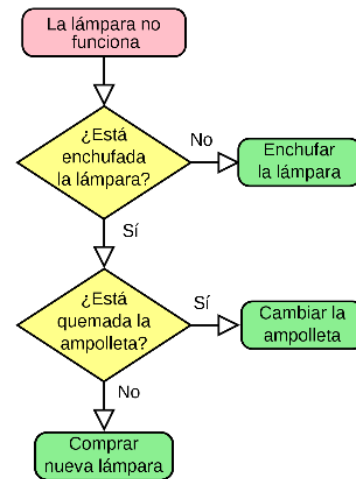 La lámpara no
funciona
¿Está
enchufada
la lámpara?
No
Enchufar
la lámpara
Sí
¿Está
quemada la
ampolleta?
Sí
Cambiar la
ampolleta
No
Comprar
nueva lámpara